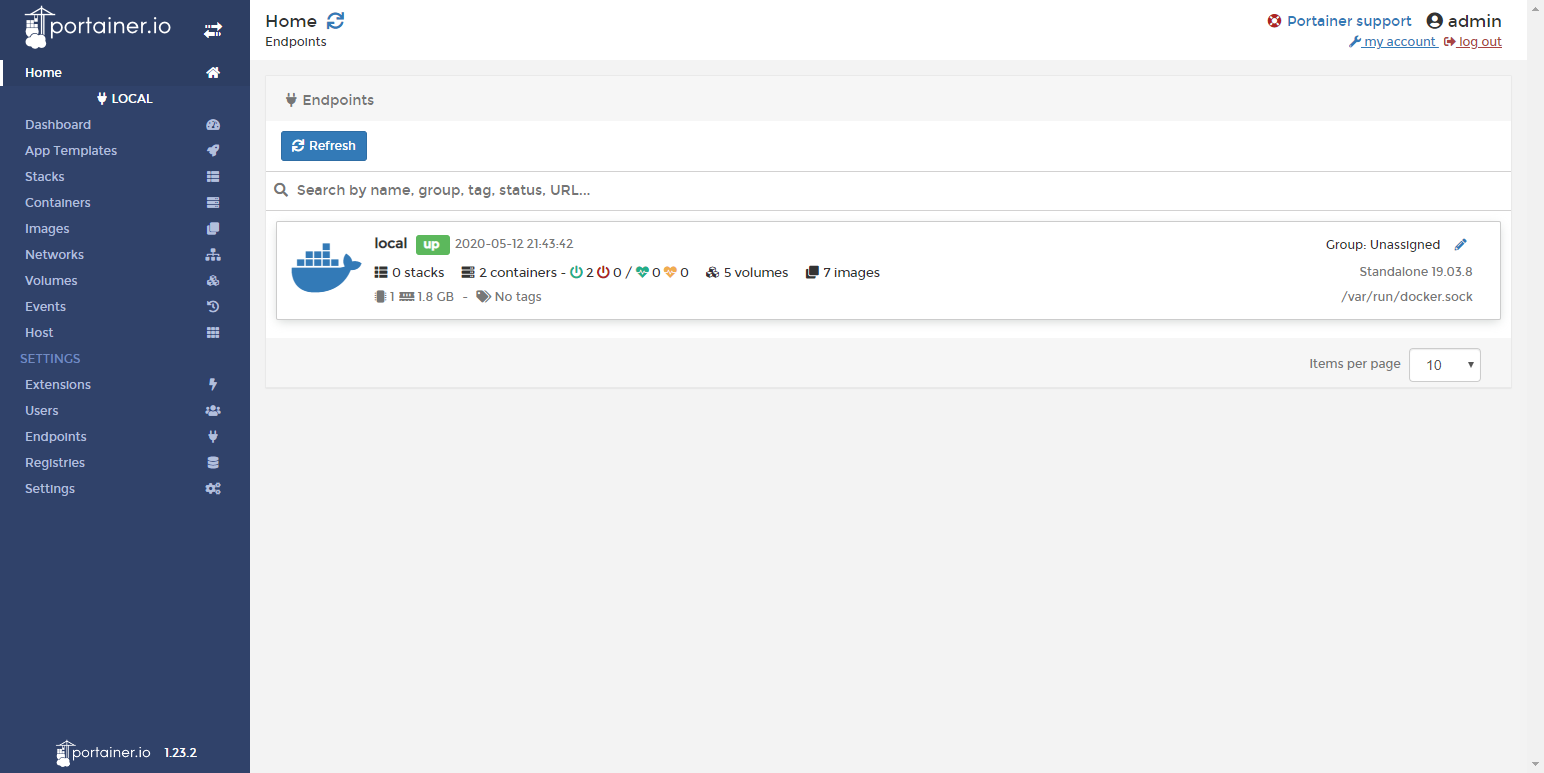 portainer.io
Home
LOCAL
Dashboard
App Templates
Stacks
Containers
Images
Networks
Volumes
Events
Host
SETTINGS
Extensions
Users
Endpoints
Registries
Settings
portainer.io 1.23.2
Home
Endpoints
Portainer support admin
my account log out
Endpoints
Refresh
Search by name, group, tag, status, URL...
local up 2020-05-12 21:43:42
Group: Unassigned
0 stacks 2 containers - 2 0 / 0 0 5 volumes 7 images
Standalone 19.03.8
1 1.8 GB - No tags
/var/run/docker.sock
Items per page 10